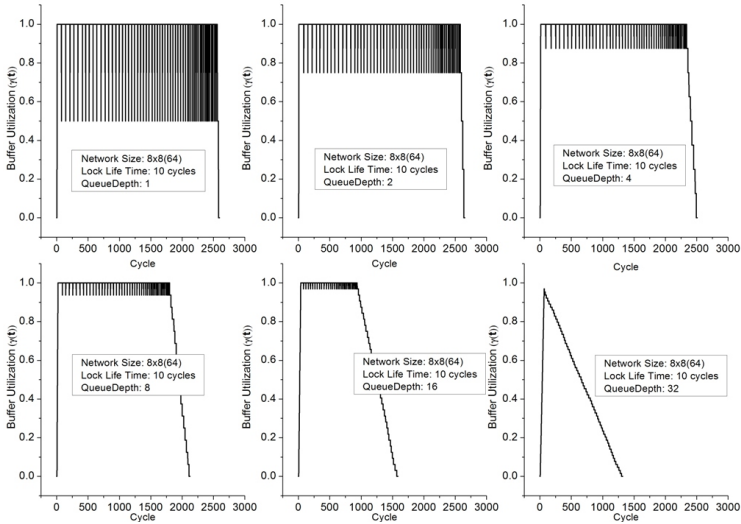 Buffer Utilization (γ(t))
1.0
0.8
0.6
0.4
0.2
0.0
Network Size: 8x8(64)
Lock Life Time: 10 cycles
QueueDepth: 1
0 500 1000 1500 2000 2500 3000
Cycle
Buffer Utilization (γ(t))
1.0
0.8
0.6
0.4
0.2
0.0
Network Size: 8x8(64)
Lock Life Time: 10 cycles
QueueDepth: 2
0 500 1000 1500 2000 2500 3000
Cycle
Buffer Utilization (γ(t))
1.0
0.8
0.6
0.4
0.2
0.0
Network Size: 8x8(64)
Lock Life Time: 10 cycles
QueueDepth: 4
0 500 1000 1500 2000 2500 3000
Cycle
Buffer Utilization (γ(t))
1.0
0.8
0.6
0.4
0.2
0.0
Network Size: 8x8(64)
Lock Life Time: 10 cycles
QueueDepth: 8
0 500 1000 1500 2000 2500 3000
Cycle
Buffer Utilization (γ(t))
1.0
0.8
0.6
0.4
0.2
0.0
Network Size: 8x8(64)
Lock Life Time: 10 cycles
QueueDepth: 16
0 500 1000 1500 2000 2500 3000
Cycle
Buffer Utilization (γ(t))
1.0
0.8
0.6
0.4
0.2
0.0
Network Size: 8x8(64)
Lock Life Time: 10 cycles
QueueDepth: 32
0 500 1000 1500 2000 2500 3000
Cycle